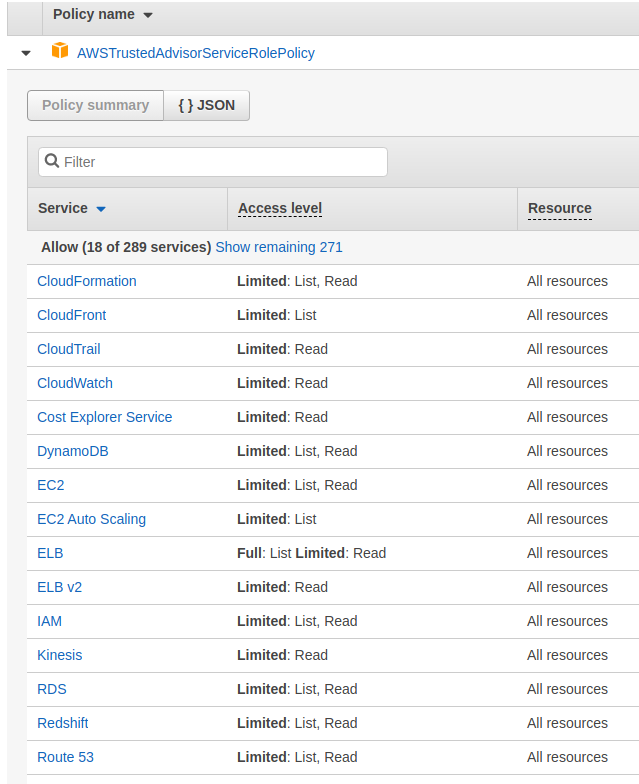 Policy name
AWSTrustedAdvisorServiceRolePolicy
Policy summary { } JSON
Filter
Service Access level Resource
Allow (18 of 289 services) Show remaining 271
CloudFormation Limited: List, Read All resources
CloudFront Limited: List All resources
CloudTrail Limited: Read All resources
CloudWatch Limited: Read All resources
Cost Explorer Service Limited: Read All resources
DynamoDB Limited: List, Read All resources
EC2 Limited: List, Read All resources
EC2 Auto Scaling Limited: List All resources
ELB Full: List Limited: Read All resources
ELB v2 Limited: Read All resources
IAM Limited: List, Read All resources
Kinesis Limited: Read All resources
RDS Limited: List, Read All resources
Redshift Limited: List, Read All resources
Route 53 Limited: List, Read All resources